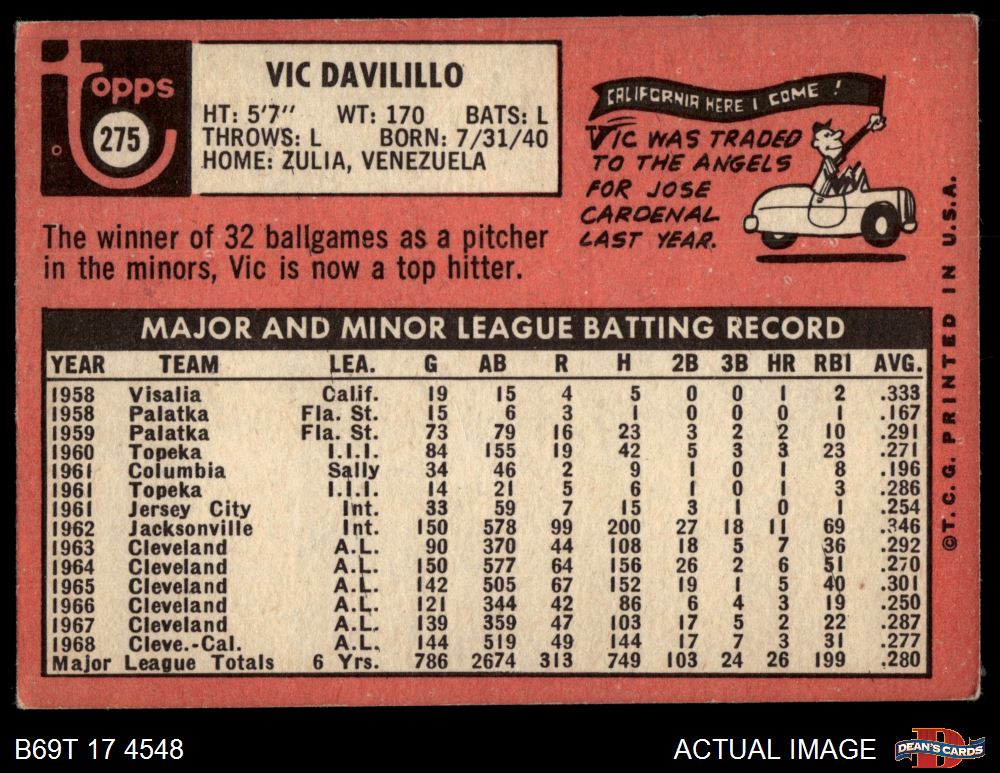 topps
275
VIC DAVILILLO
HT: 5'7" WT: 170 BATS: L
THROWS: L BORN: 7/31/40
HOME: ZULIA, VENEZUELA
CALIFORNIA HERE I COME !
VIC WAS TRADED
TO THE ANGELS
FOR JOSE
CARDENAL
LAST YEAR.
The winner of 32 ballgames as a pitcher
in the minors, Vic is now a top hitter.
MAJOR AND MINOR LEAGUE BATTING RECORD
YEAR TEAM LEA. G AB R H 2B 3B HR RBI AVG.
1958 Visalia Calif. 19 15 4 5 0 0 1 2 .333
1958 Palatka Fla. St. 15 6 3 1 0 0 0 1 .167
1959 Palatka Fla. St. 73 79 16 23 3 2 2 10 .291
1960 Topeka I.I.I. 84 155 19 42 5 3 3 23 .271
1961 Columbia Sally 34 46 2 9 1 0 1 8 .196
1961 Topeka I.I.I. 14 21 5 6 1 0 1 3 .286
1961 Jersey City Int. 33 59 7 15 3 1 0 1 .254
1962 Jacksonville Int. 150 578 99 200 27 18 11 69 .346
1963 Cleveland A.L. 90 370 44 108 18 5 7 36 .292
1964 Cleveland A.L. 150 577 64 156 26 2 6 51 .270
1965 Cleveland A.L. 142 505 67 152 19 1 5 40 .301
1966 Cleveland A.L. 121 344 42 86 6 4 3 19 .250
1967 Cleveland A.L. 139 359 47 103 17 5 2 22 .287
1968 Cleve.-Cal. A.L. 144 519 49 144 17 7 3 31 .277
Major League Totals 6 Yrs. 786 2674 313 749 103 24 26 199 .280
©T. C. G. PRINTED IN U.S.A.
B69T 17 4548
ACTUAL IMAGE
D
DEAN'S CARDS